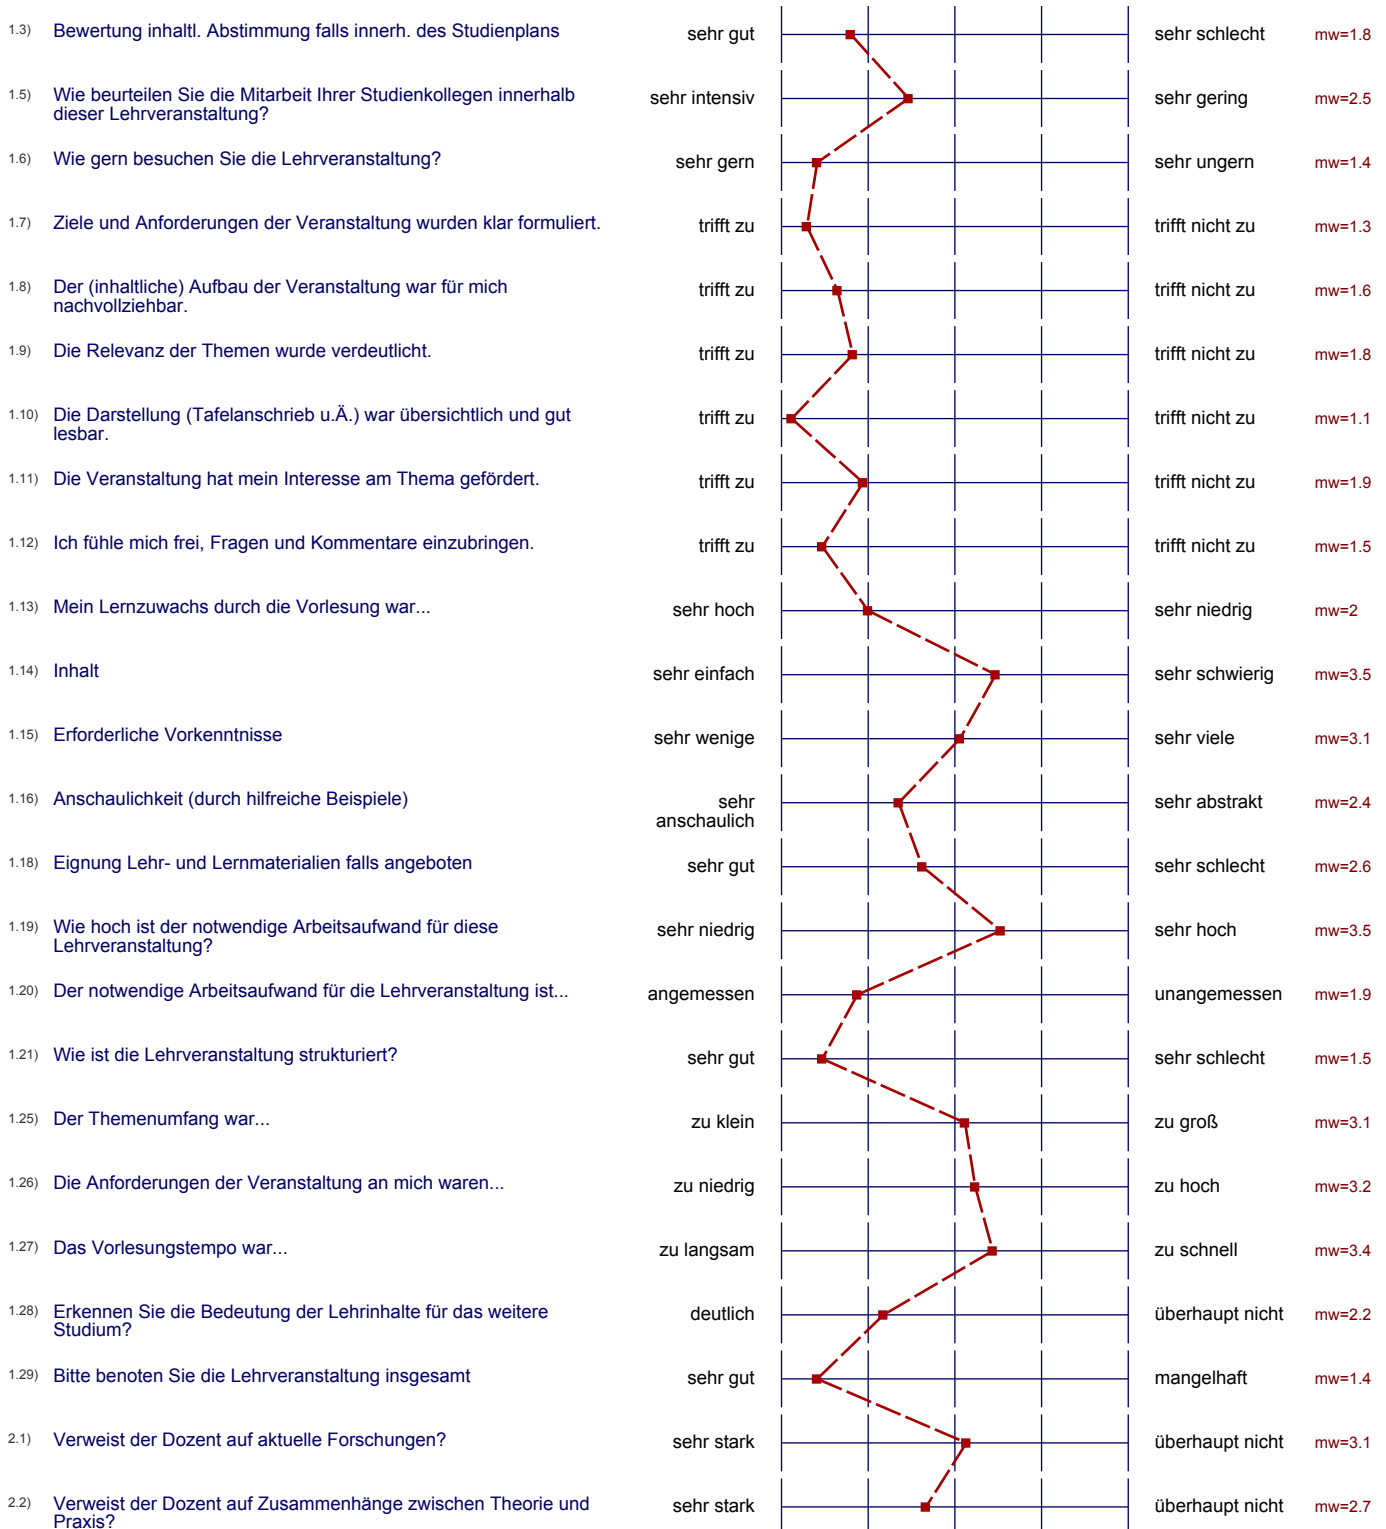 1.3) Bewertung inhaltl. Abstimmung falls innerh. des Studienplans sehr gut sehr schlecht mw=1.8
1.5) Wie beurteilen Sie die Mitarbeit Ihrer Studienkollegen innerhalb sehr intensiv sehr gering mw=2.5
dieser Lehrveranstaltung?
1.6) Wie gern besuchen Sie die Lehrveranstaltung? sehr gern sehr ungern mw=1.4
1.7) Ziele und Anforderungen der Veranstaltung wurden klar formuliert. trifft zu trifft nicht zu mw=1.3
1.8) Der (inhaltliche) Aufbau der Veranstaltung war für mich trifft zu trifft nicht zu mw=1.6
nachvollziehbar.
1.9) Die Relevanz der Themen wurde verdeutlicht. trifft zu trifft nicht zu mw=1.8
1.10) Die Darstellung (Tafelanschrieb u.Ä.) war übersichtlich und gut trifft zu trifft nicht zu mw=1.1
lesbar.
1.11) Die Veranstaltung hat mein Interesse am Thema gefördert. trifft zu trifft nicht zu mw=1.9
1.12) Ich fühle mich frei, Fragen und Kommentare einzubringen. trifft zu trifft nicht zu mw=1.5
1.13) Mein Lernzuwachs durch die Vorlesung war... sehr hoch sehr niedrig mw=2
1.14) Inhalt sehr einfach sehr schwierig mw=3.5
1.15) Erforderliche Vorkenntnisse sehr wenige sehr viele mw=3.1
1.16) Anschaulichkeit (durch hilfreiche Beispiele) sehr sehr abstrakt mw=2.4
anschaulich
1.18) Eignung Lehr- und Lernmaterialien falls angeboten sehr gut sehr schlecht mw=2.6
1.19) Wie hoch ist der notwendige Arbeitsaufwand für diese sehr niedrig sehr hoch mw=3.5
Lehrveranstaltung?
1.20) Der notwendige Arbeitsaufwand für die Lehrveranstaltung ist... angemessen unangemessen mw=1.9
1.21) Wie ist die Lehrveranstaltung strukturiert? sehr gut sehr schlecht mw=1.5
1.25) Der Themenumfang war... zu klein zu groß mw=3.1
1.26) Die Anforderungen der Veranstaltung an mich waren... zu niedrig zu hoch mw=3.2
1.27) Das Vorlesungstempo war... zu langsam zu schnell mw=3.4
1.28) Erkennen Sie die Bedeutung der Lehrinhalte für das weitere deutlich überhaupt nicht mw=2.2
Studium?
1.29) Bitte benoten Sie die Lehrveranstaltung insgesamt sehr gut mangelhaft mw=1.4
2.1) Verweist der Dozent auf aktuelle Forschungen? sehr stark überhaupt nicht mw=3.1
2.2) Verweist der Dozent auf Zusammenhänge zwischen Theorie und sehr stark überhaupt nicht mw=2.7
Praxis?